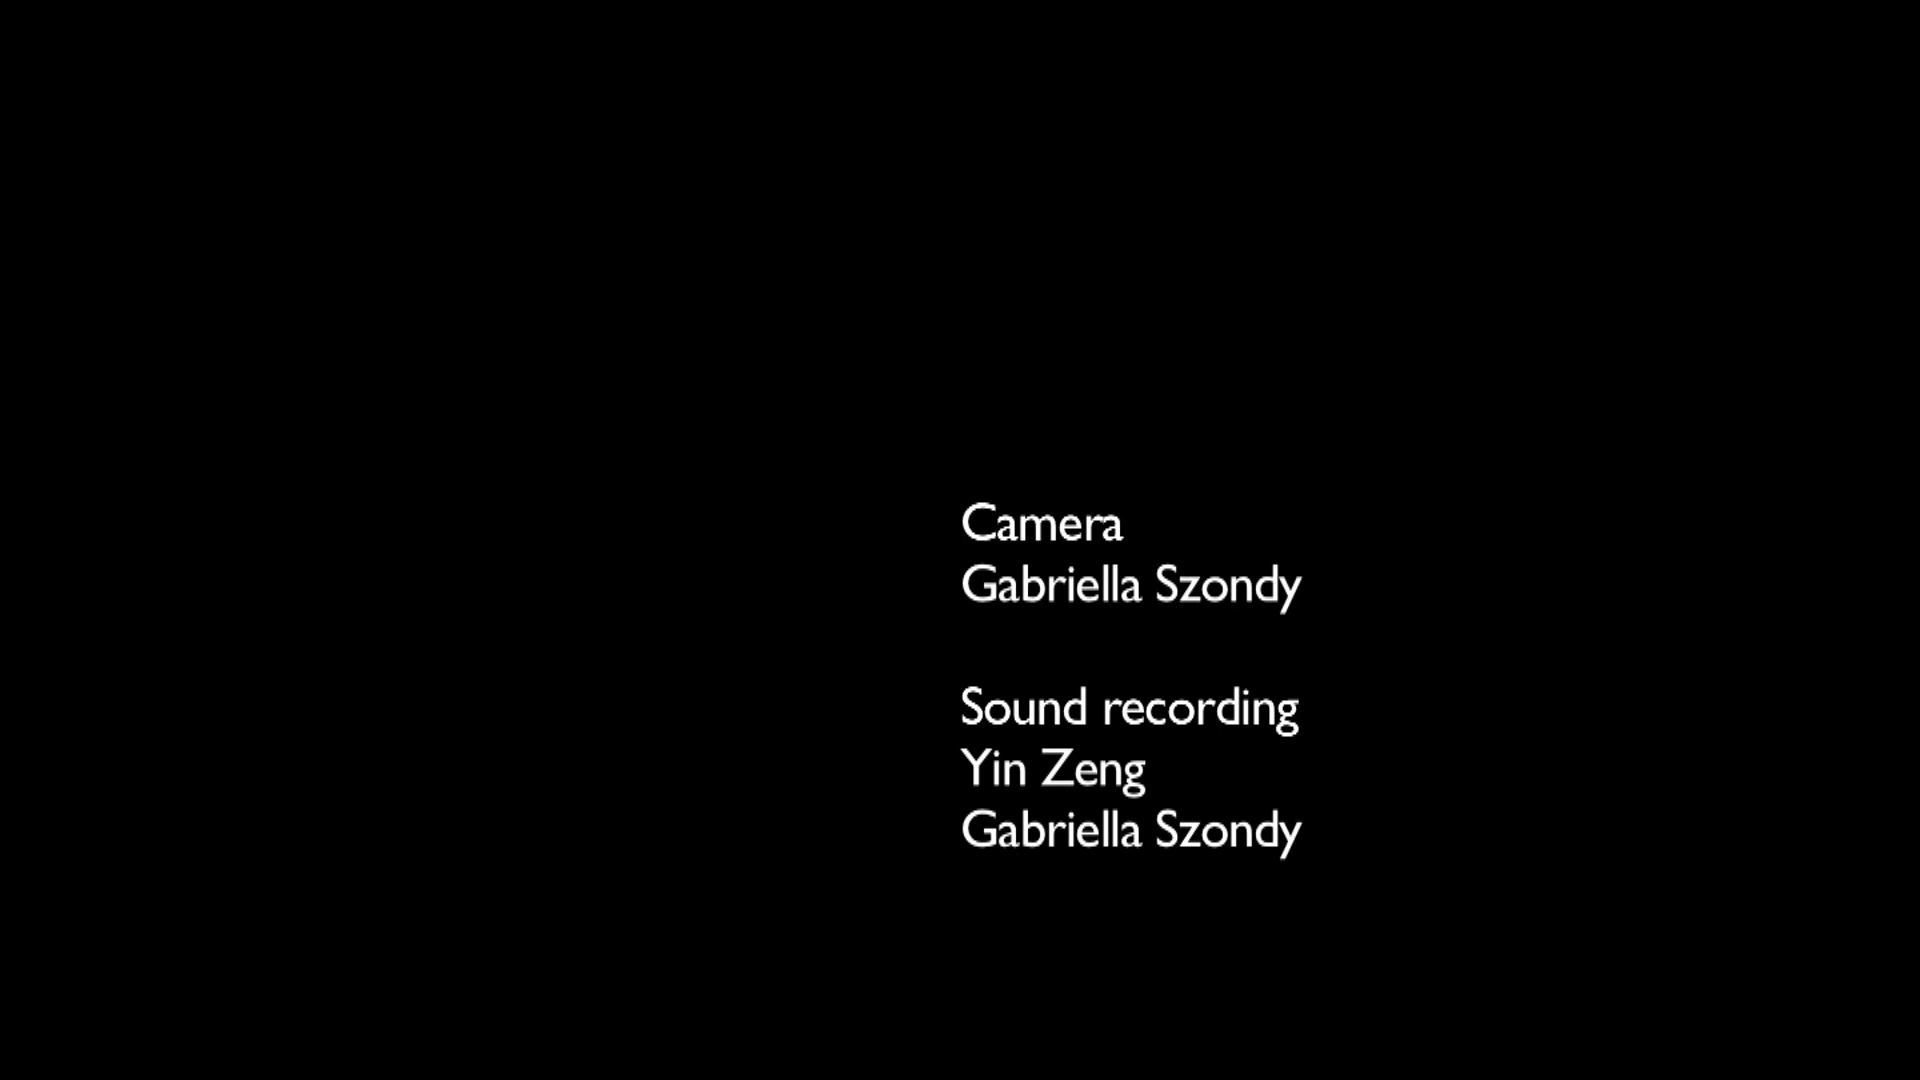 Camera
Gabriella Szondy
Sound recording
Yin Zeng
Gabriella Szondy